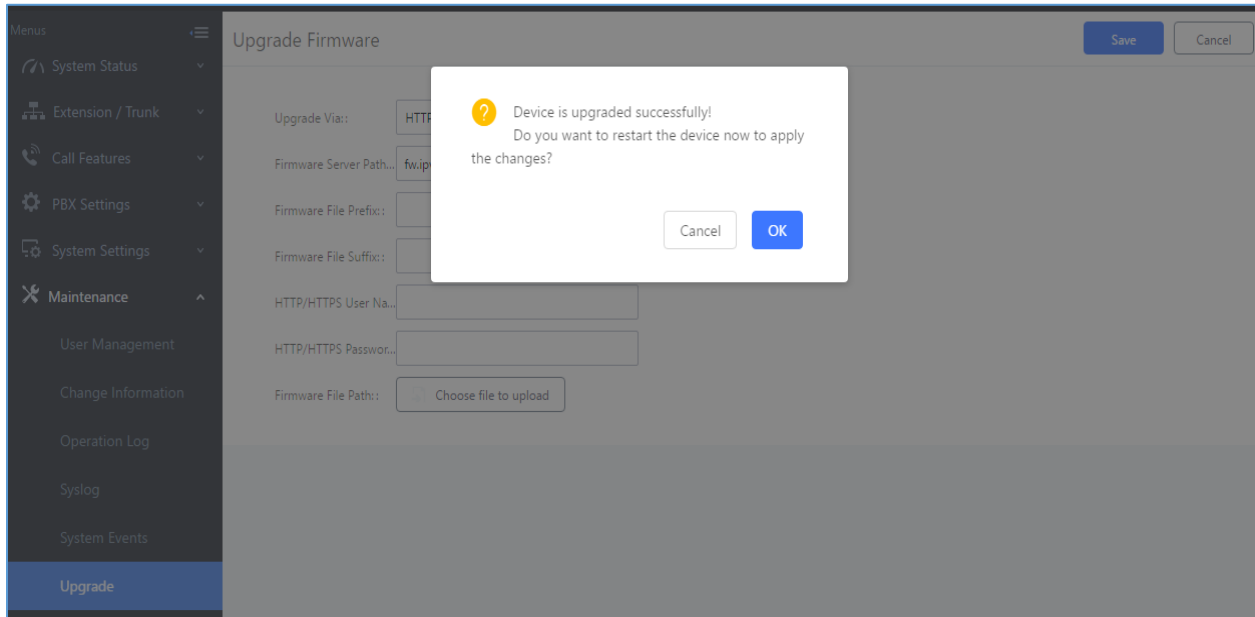 Menus
System Status
Extension / Trunk
Call Features
PBX Settings
System Settings
Maintenance
User Management
Change Information
Operation Log
Syslog
System Events
Upgrade
Upgrade Firmware
Save
Cancel
Upgrade Via::
HTTP
Firmware Server Path...
fw.ip
Firmware File Prefix::
Firmware File Suffix::
HTTP/HTTPS User Na...
HTTP/HTTPS Passwor...
Firmware File Path::
Choose file to upload
? Device is upgraded successfully!
Do you want to restart the device now to apply
the changes?
Cancel
OK